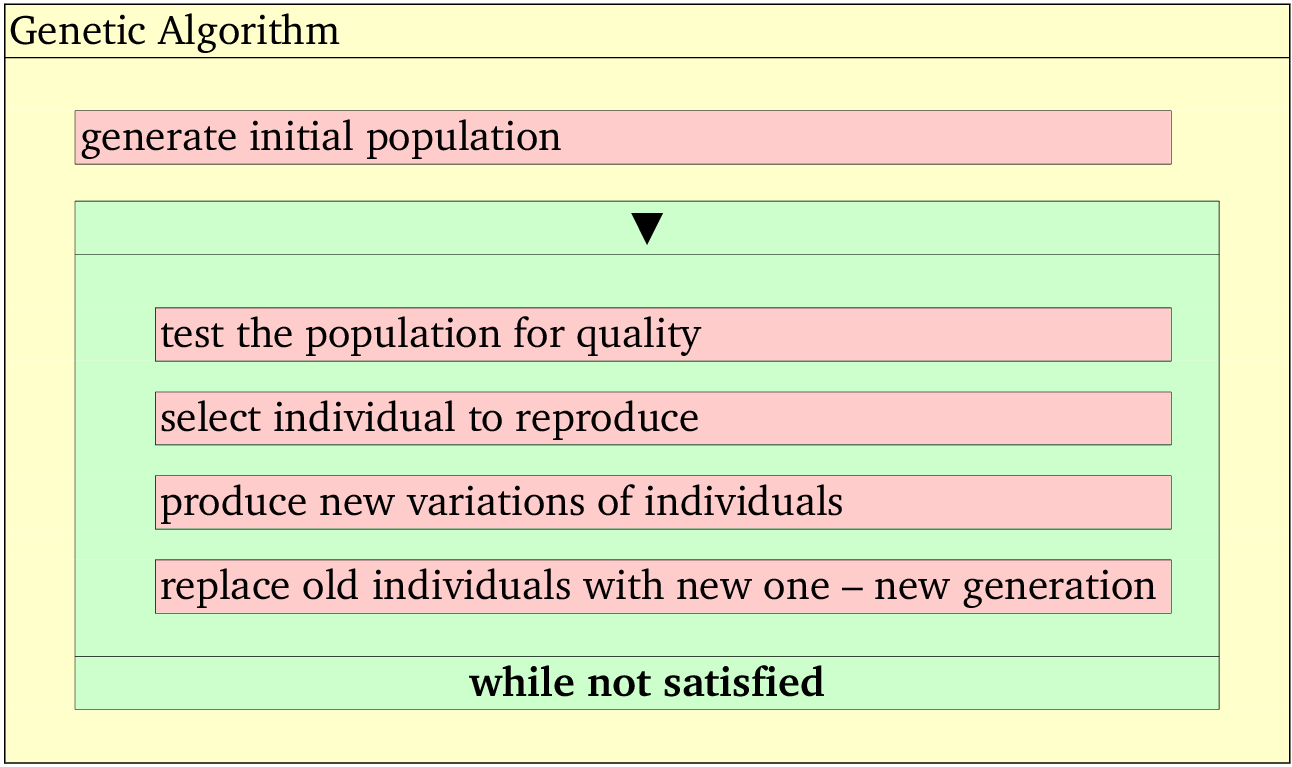 Genetic Algorithm
generate initial population
test the population for quality
select individual to reproduce
produce new variations of individuals
replace old individuals with new one – new generation
while not satisfied